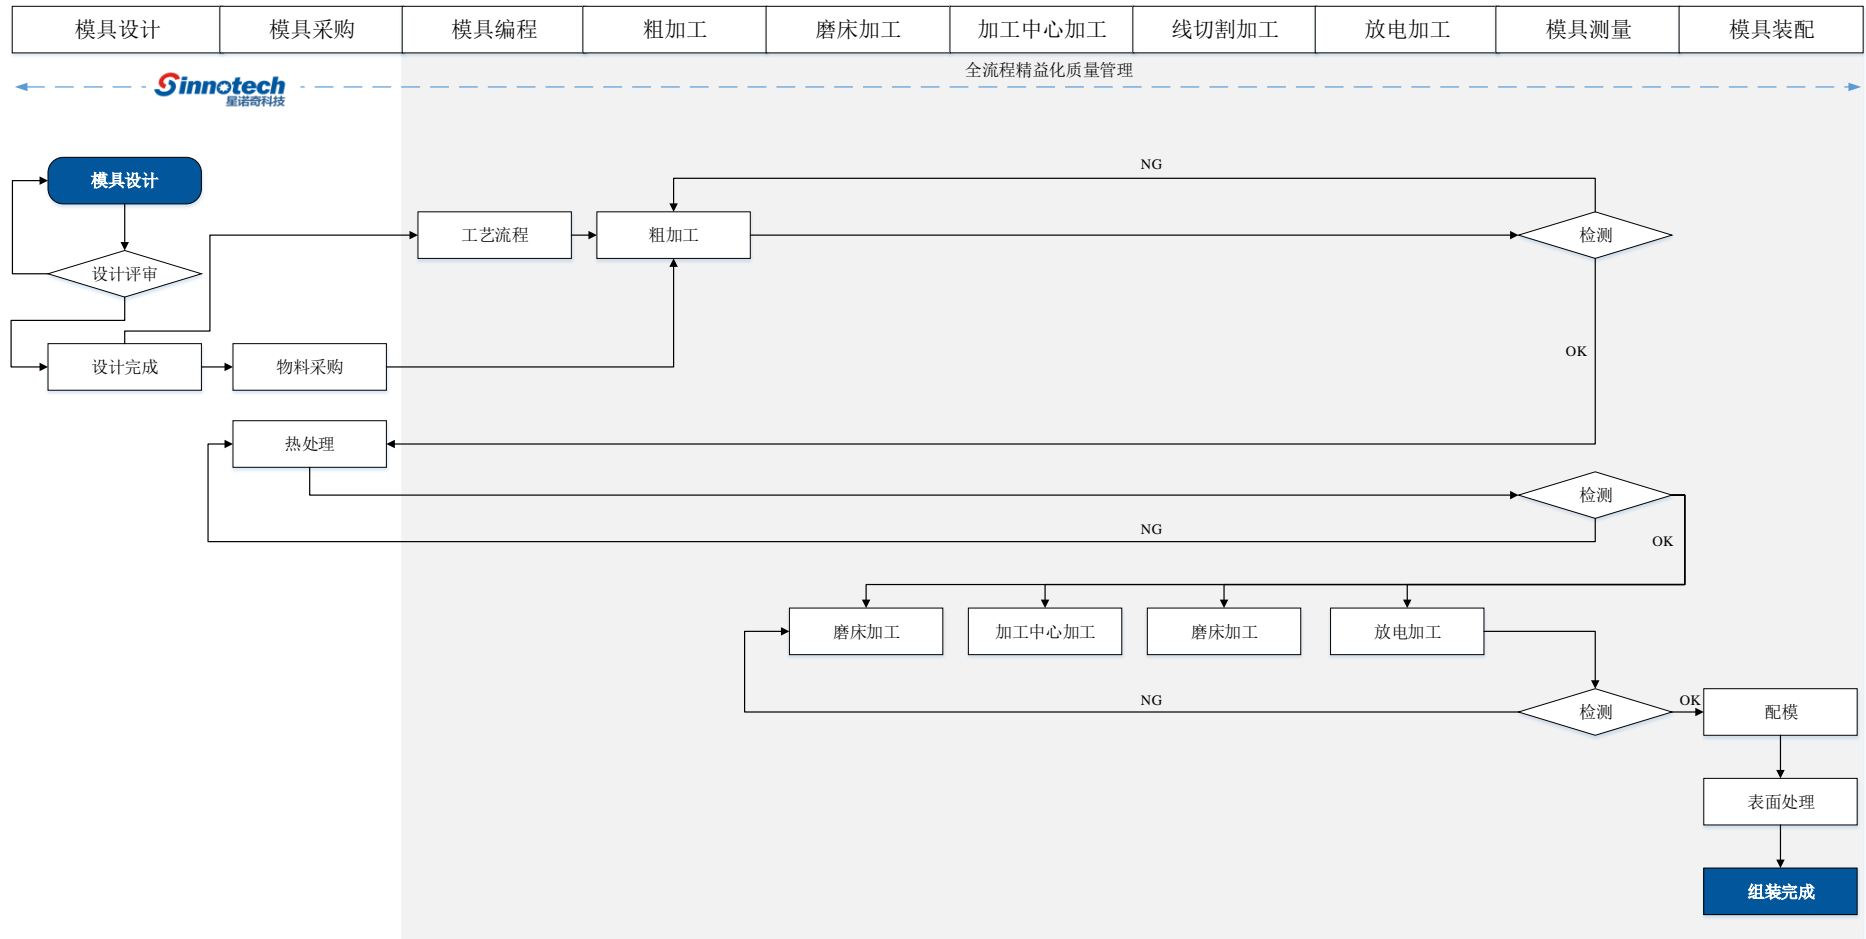 模具设计
模具采购
模具编程
粗加工
磨床加工
加工中心加工
线切割加工
放电加工
模具测量
模具装配
全流程精益化质量管理
Sinnotech
星诺奇科技
模具设计
NG
工艺流程
粗加工
检测
设计评审
OK
设计完成
物料采购
热处理
检测
NG
OK
磨床加工
加工中心加工
磨床加工
放电加工
NG
检测
OK
配模
表面处理
组装完成